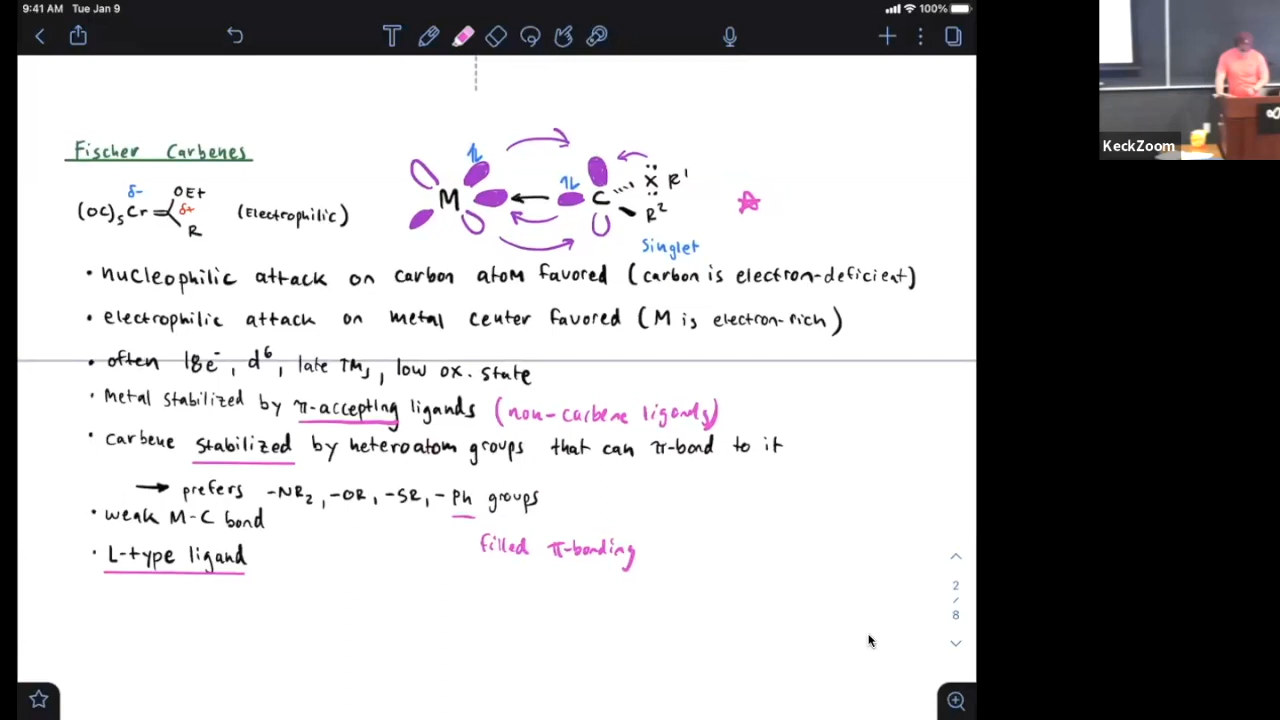 9:41 AM Tue Jan 9
100%
KeckZoom
Fischer Carbenes
(OC)₅Cr
δ-
OEt
δ+
R
(Electrophilic)
M
C
X R¹
R²
Singlet
• nucleophilic attack on carbon atom favored (carbon is electron-deficient)
• electrophilic attack on metal center favored (M is electron-rich)
• often 18e⁻, d⁶, late TMs, low ox. state
• Metal stabilized by π-accepting ligands (non-carbene ligands)
• carbene stabilized by heteroatom groups that can π-bond to it
→ prefers -NR₂, -OR, -SR, -Ph groups
• weak M-C bond
filled π-bonding
• L-type ligand
2
/
8